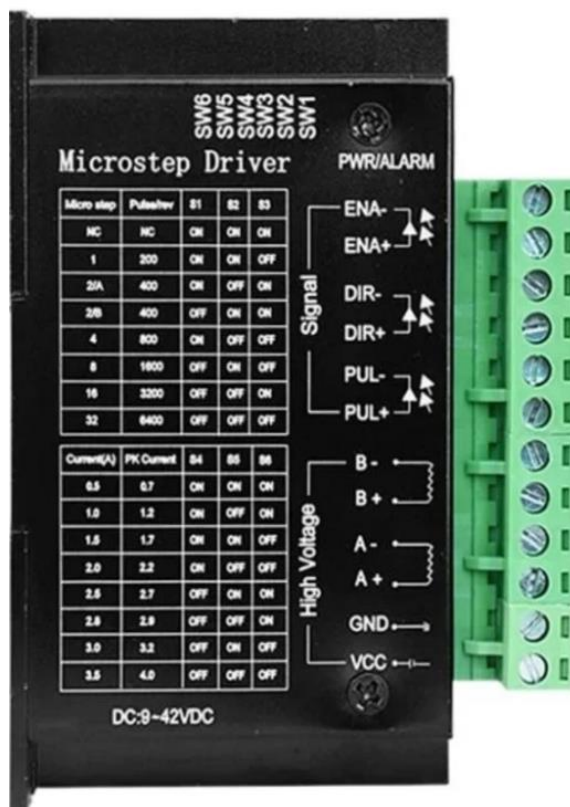 SW6
SW5
SW4
SW3
SW2
SW1
Microstep Driver
PWR/ALARM
Micro step Pulse/rev S1 S2 S3
NC NC ON ON ON
1 200 ON ON OFF
2/A 400 ON OFF ON
2/B 400 OFF ON ON
4 800 ON OFF OFF
8 1600 OFF ON OFF
16 3200 OFF OFF ON
32 6400 OFF OFF OFF
Signal
ENA-
ENA+
DIR-
DIR+
PUL-
PUL+
Current(A) PK Current S4 S5 S6
0.5 0.7 ON ON ON
1.0 1.2 ON OFF ON
1.5 1.7 ON ON OFF
2.0 2.2 ON OFF OFF
2.5 2.7 OFF ON ON
2.8 2.9 OFF OFF ON
3.0 3.2 OFF ON OFF
3.5 4.0 OFF OFF OFF
High Voltage
B -
B +
A -
A +
GND
VCC
DC:9~42VDC